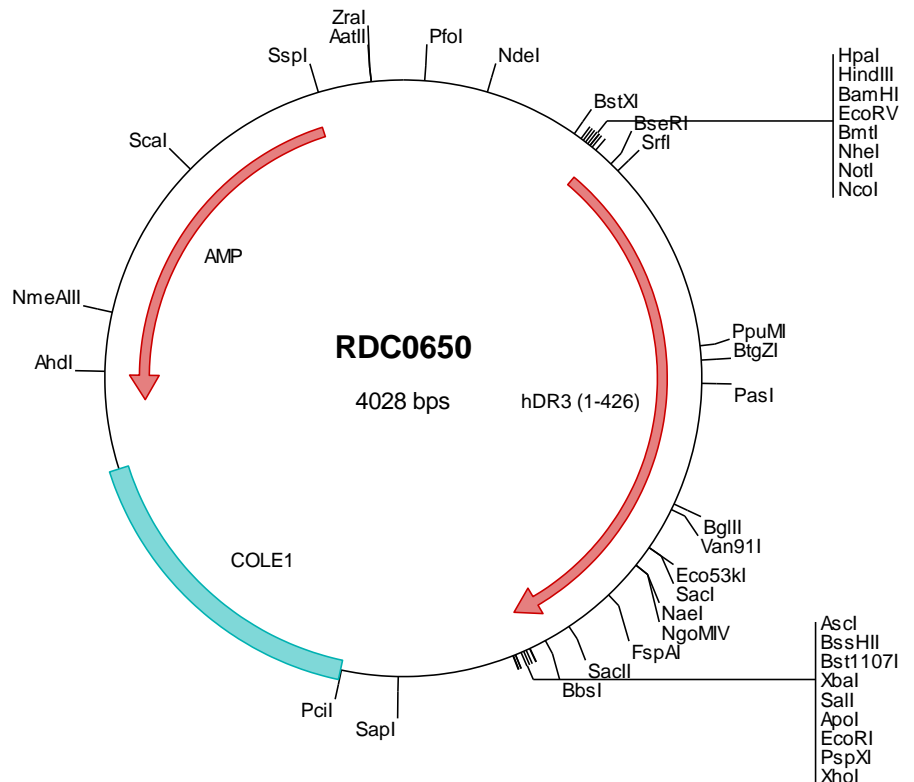 ZraI
AatII
PfoI
SspI
NdeI
HpaI
HindIII
BamHI
EcoRV
BmtI
NheI
NotI
NcoI
BstXI
BseRI
SrfI
ScaI
AMP
NmeAIII
RDC0650
PpuMI
BtgZI
AhdI
4028 bps
hDR3 (1-426)
PasI
BglII
Van91I
COLE1
Eco53kI
SacI
NaeI
NgoMIV
FspAI
SacII
BbsI
AscI
BssHII
Bst1107I
XbaI
SalI
ApoI
EcoRI
PspXI
XhoI
PciI
SapI